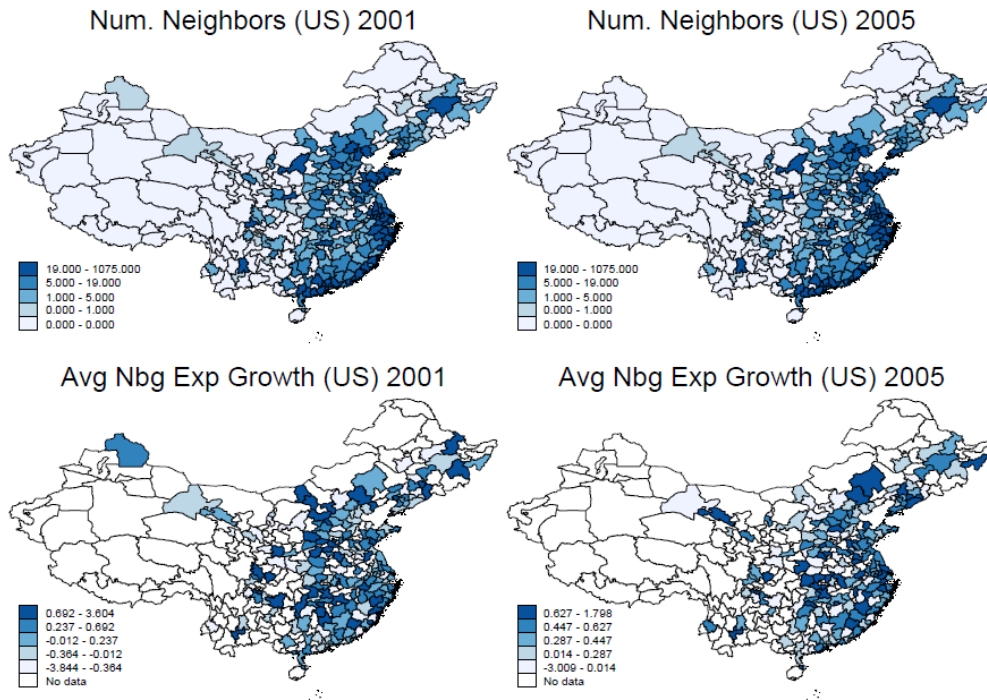 Num. Neighbors (US) 2001
19.000 - 1075.000
5.000 - 19.000
1.000 - 5.000
0.000 - 1.000
0.000 - 0.000
Num. Neighbors (US) 2005
19.000 - 1075.000
5.000 - 19.000
1.000 - 5.000
0.000 - 1.000
0.000 - 0.000
Avg Nbg Exp Growth (US) 2001
0.692 - 3.604
0.237 - 0.692
-0.012 - 0.237
-0.364 - -0.012
-3.844 - -0.364
No data
Avg Nbg Exp Growth (US) 2005
0.627 - 1.798
0.447 - 0.627
0.287 - 0.447
0.014 - 0.287
-3.009 - 0.014
No data